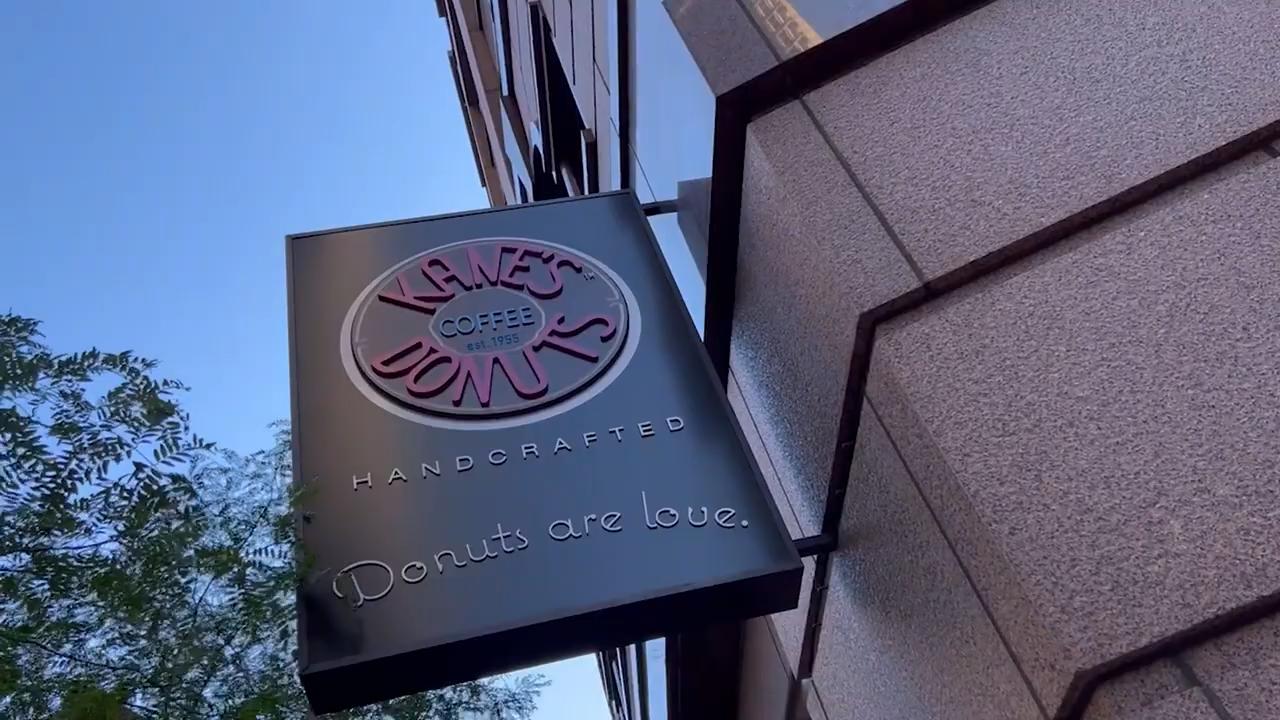 KANE'S
COFFEE
est.1955
DONUTS
HANDCRAFTED
Donuts are love.